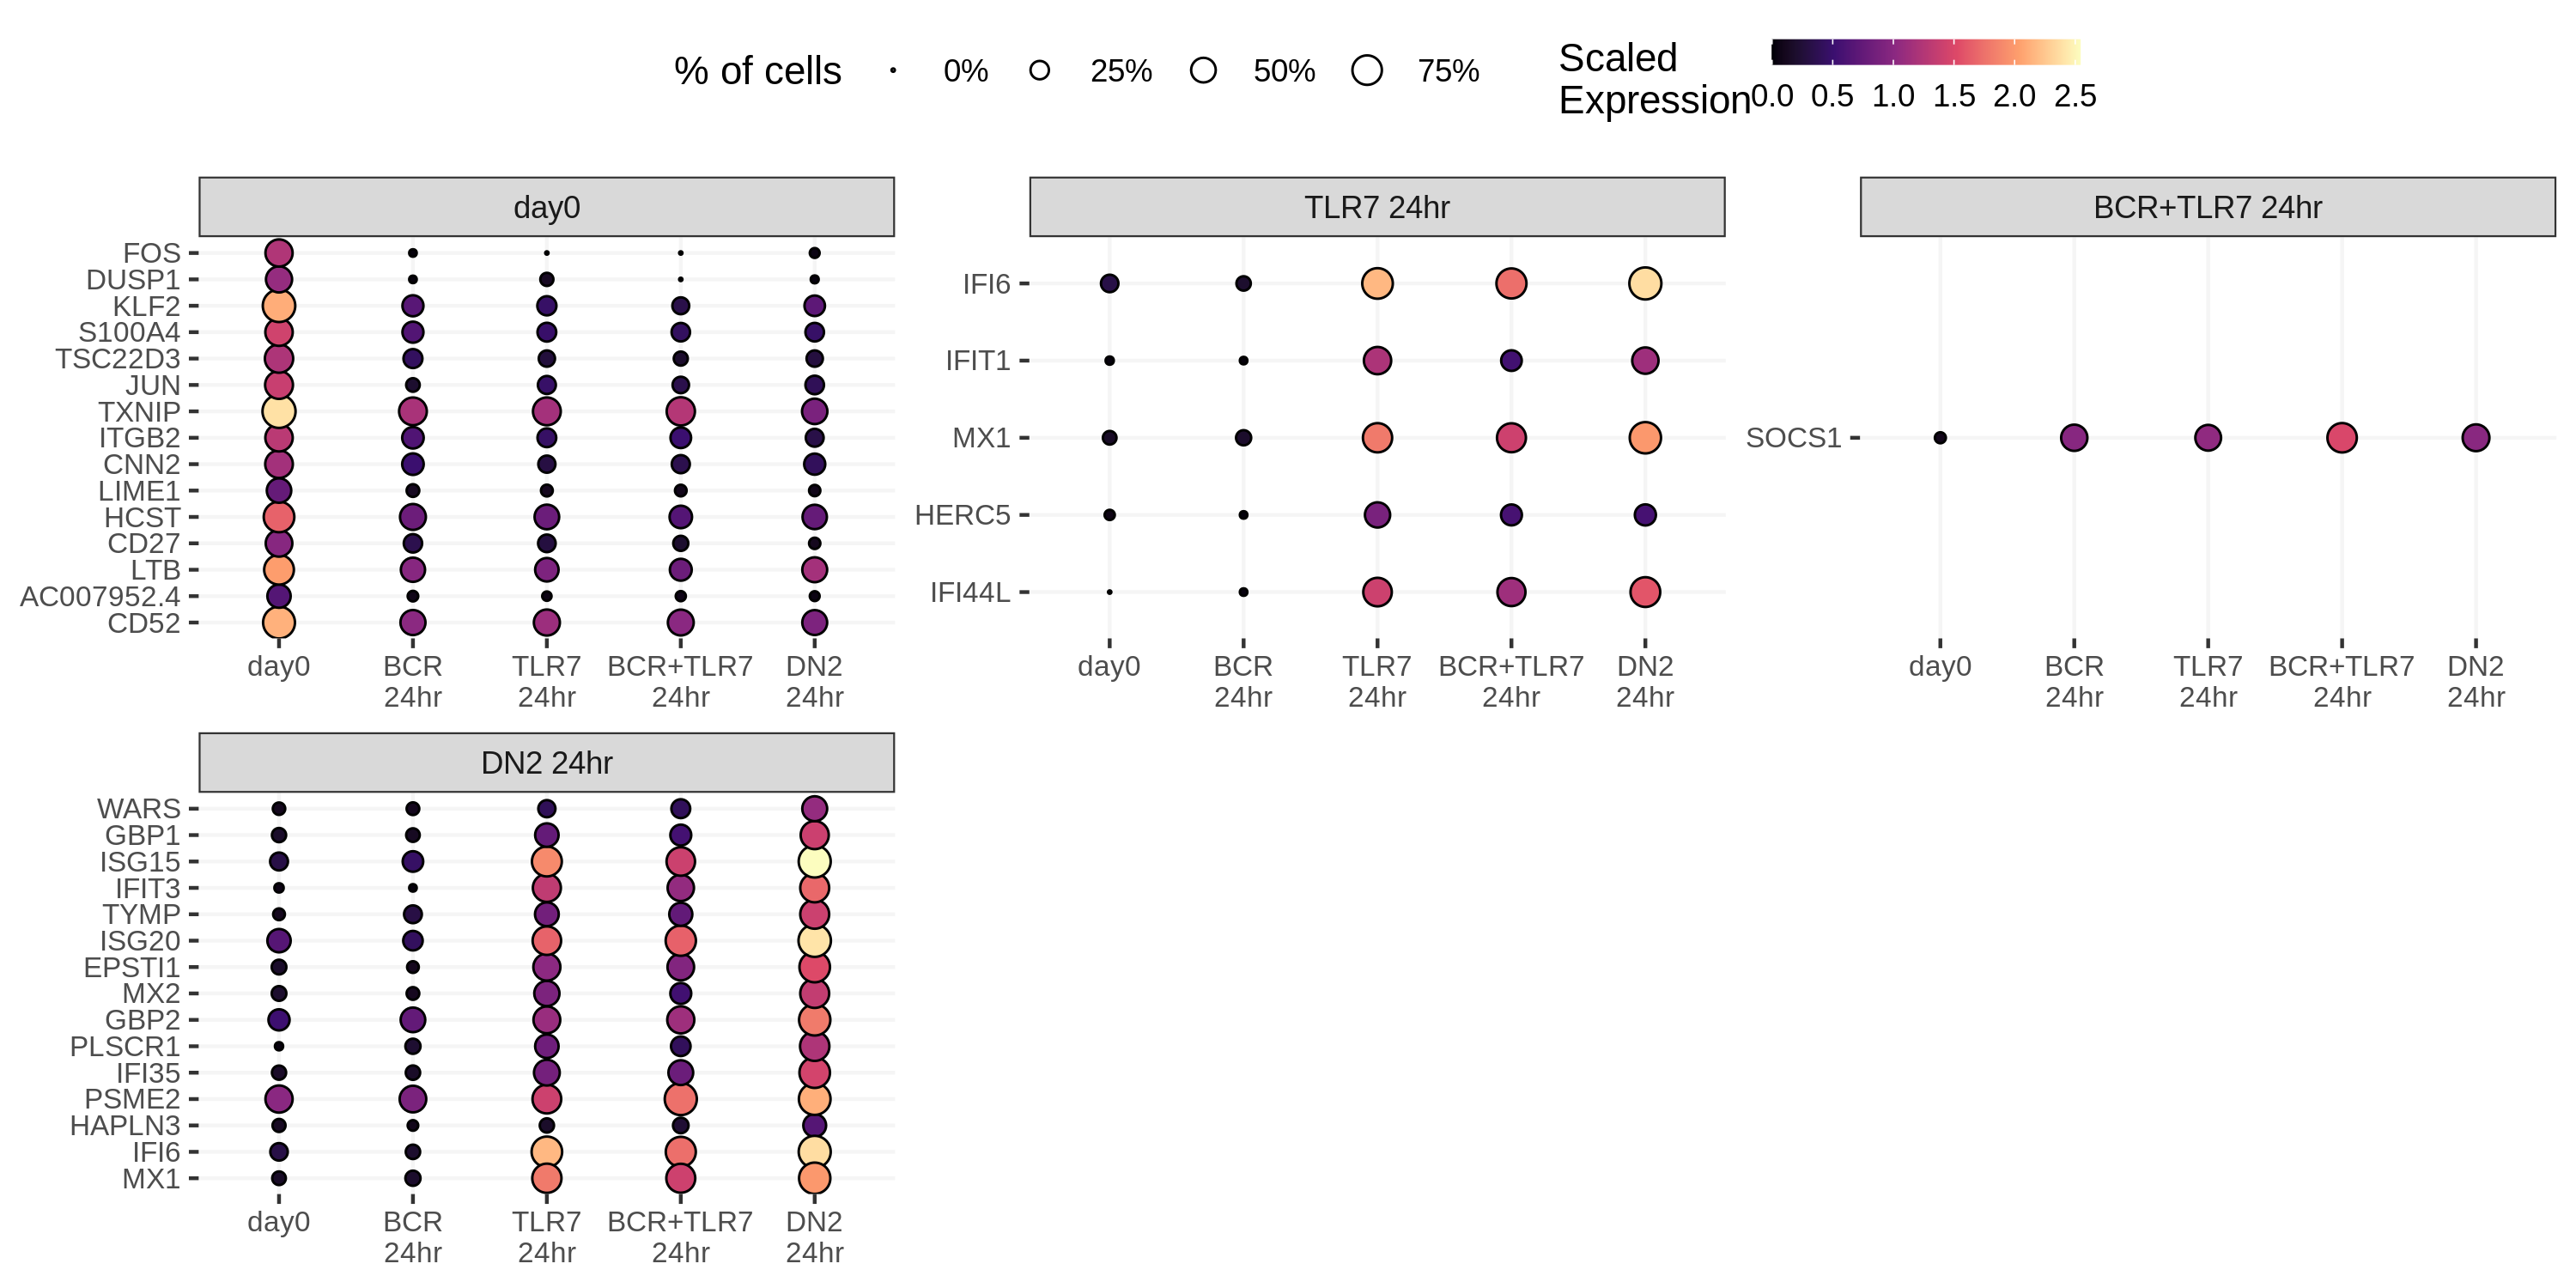 % of cells 0% 25% 50% 75%
Scaled
Expression
0.0 0.5 1.0 1.5 2.0 2.5
day0
FOS
DUSP1
KLF2
S100A4
TSC22D3
JUN
TXNIP
ITGB2
CNN2
LIME1
HCST
CD27
LTB
AC007952.4
CD52
day0 BCR TLR7 BCR+TLR7 DN2
24hr 24hr 24hr 24hr
TLR7 24hr
IFI6
IFIT1
MX1
HERC5
IFI44L
day0 BCR TLR7 BCR+TLR7 DN2
24hr 24hr 24hr 24hr
BCR+TLR7 24hr
SOCS1
day0 BCR TLR7 BCR+TLR7 DN2
24hr 24hr 24hr 24hr
DN2 24hr
WARS
GBP1
ISG15
IFIT3
TYMP
ISG20
EPSTI1
MX2
GBP2
PLSCR1
IFI35
PSME2
HAPLN3
IFI6
MX1
day0 BCR TLR7 BCR+TLR7 DN2
24hr 24hr 24hr 24hr